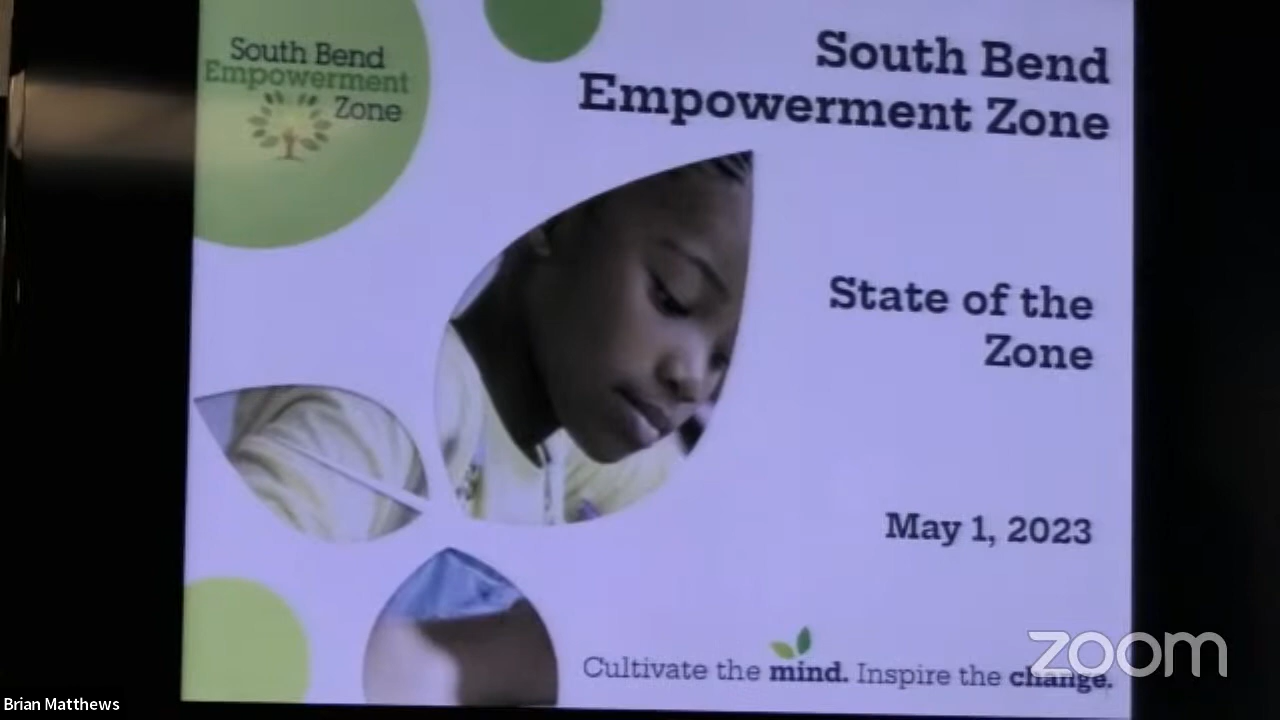 South Bend
Empowerment
Zone
South Bend
Empowerment Zone
State of the
Zone
May 1, 2023
Cultivate the mind. Inspire the change.
zoom
Brian Matthews